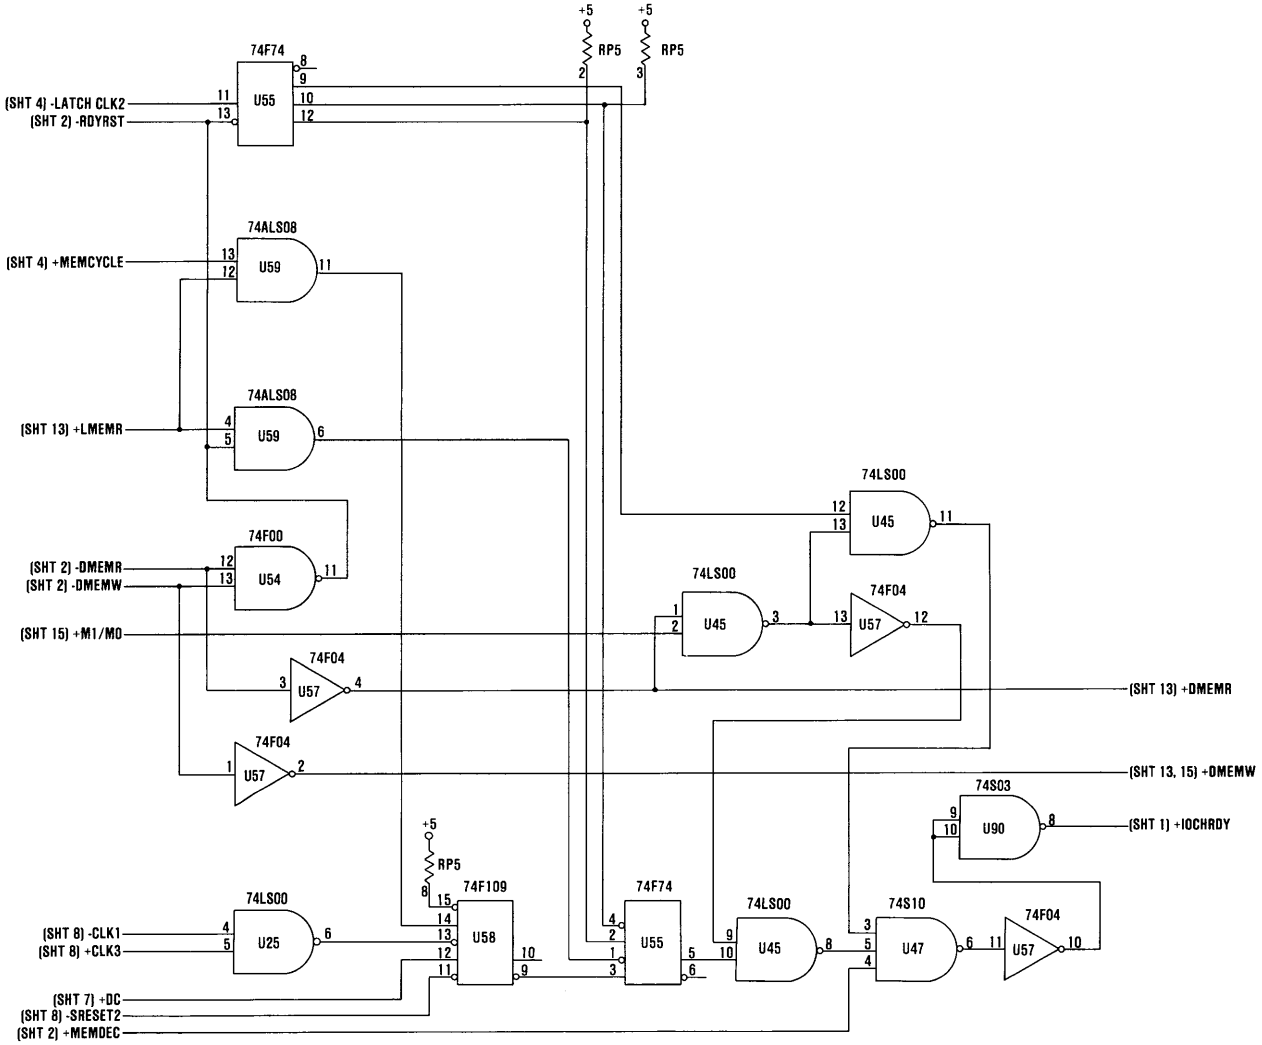 +5 +5
RP5 RP5
2 3
74F74
8
9
10
12
U55
(SHT 4) -LATCH CLK2 11
(SHT 2) -RDYRST 13
74ALS08
(SHT 4) +MEMCYCLE 13
12
U59
11
74ALS08
(SHT 13) +LMEMR 4
5
U59
6
74LS00
12
13
U45
11
74F00
(SHT 2) -DMEMR 12
(SHT 2) -DMEMW 13
U54
11
74LS00
1
2
U45
3
74F04
13
U57
12
(SHT 15) +M1/M0
74F04
3
U57
4
(SHT 13) +DMEMR
74F04
1
U57
2
(SHT 13, 15) +DMEMW
74S03
9
10
U90
8
(SHT 1) +IOCHRDY
+5
RP5
8
74F109
15
14
13
12
11
U58
10
9
74F74
4
2
1
3
U55
5
6
74LS00
9
10
U45
8
74S10
3
5
4
U47
6
74F04
11
U57
10
74LS00
(SHT 8) -CLK1 4
(SHT 8) +CLK3 5
U25
6
(SHT 7) +DC
(SHT 8) -SRESET2
(SHT 2) +MEMDEC